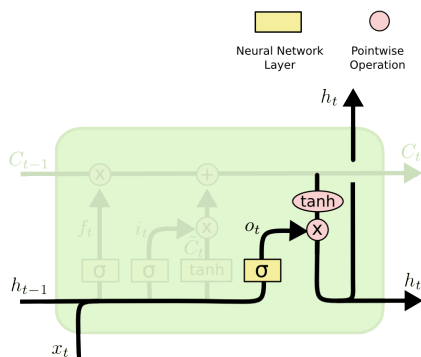 Neural Network
Layer
Pointwise
Operation
h_t
C_{t-1}
C_t
x
+
f_t
i_t
x
C̃_t
o_t
tanh
x
σ
σ
tanh
σ
h_{t-1}
h_t
x_t